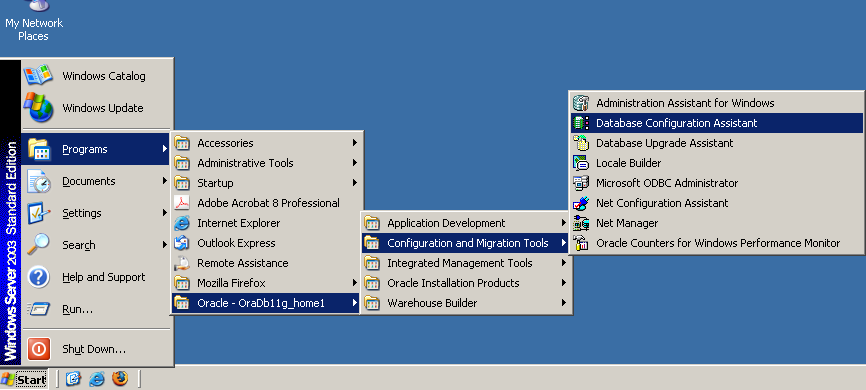 My Network
Places
Windows Server 2003 Standard Edition
Windows Catalog
Windows Update
Programs
Documents
Settings
Search
Help and Support
Run...
Shut Down...
Accessories
Administrative Tools
Startup
Adobe Acrobat 8 Professional
Internet Explorer
Outlook Express
Remote Assistance
Mozilla Firefox
Oracle - OraDb11g_home1
Application Development
Configuration and Migration Tools
Integrated Management Tools
Oracle Installation Products
Warehouse Builder
Administration Assistant for Windows
Database Configuration Assistant
Database Upgrade Assistant
Locale Builder
Microsoft ODBC Administrator
Net Configuration Assistant
Net Manager
Oracle Counters for Windows Performance Monitor
Start